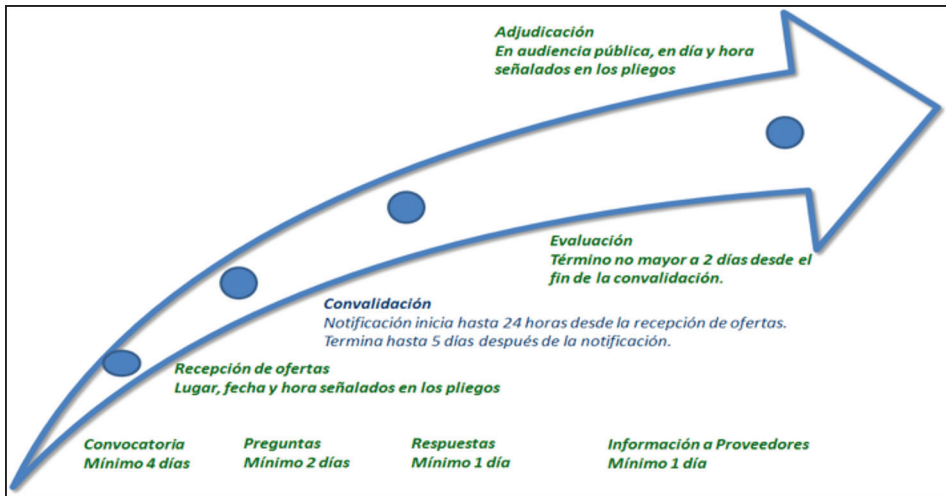 Adjudicación
En audiencia pública, en día y hora
señalados en los pliegos
Evaluación
Término no mayor a 2 días desde el
fin de la convalidación.
Convalidación
Notificación inicia hasta 24 horas desde la recepción de ofertas.
Termina hasta 5 días después de la notificación.
Recepción de ofertas
Lugar, fecha y hora señalados en los pliegos
Convocatoria
Mínimo 4 días
Preguntas
Mínimo 2 días
Respuestas
Mínimo 1 día
Información a Proveedores
Mínimo 1 día